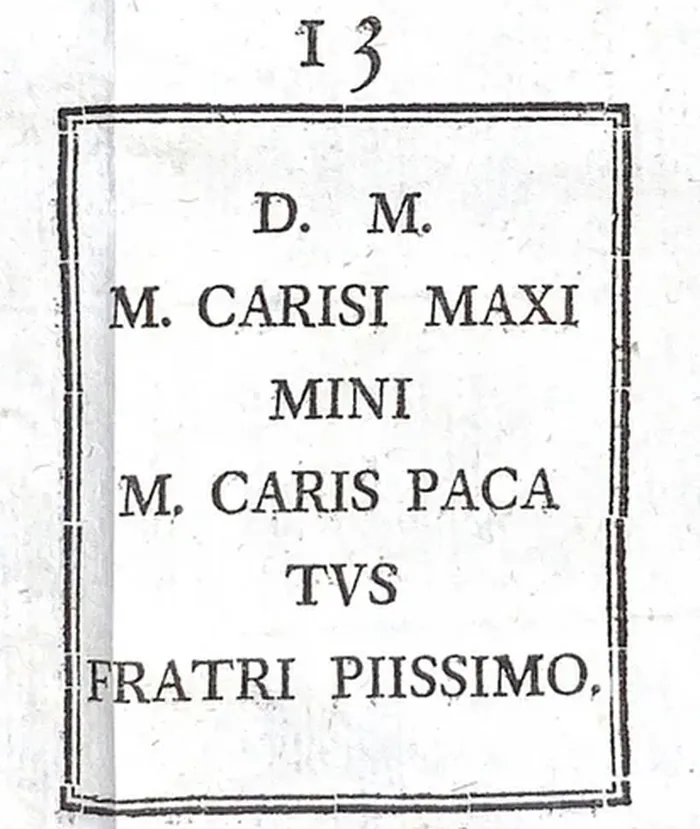 13
D. M.
M. CARISI MAXI
MINI
M. CARIS PACA
TVS
FRATRI PIISSIMO.